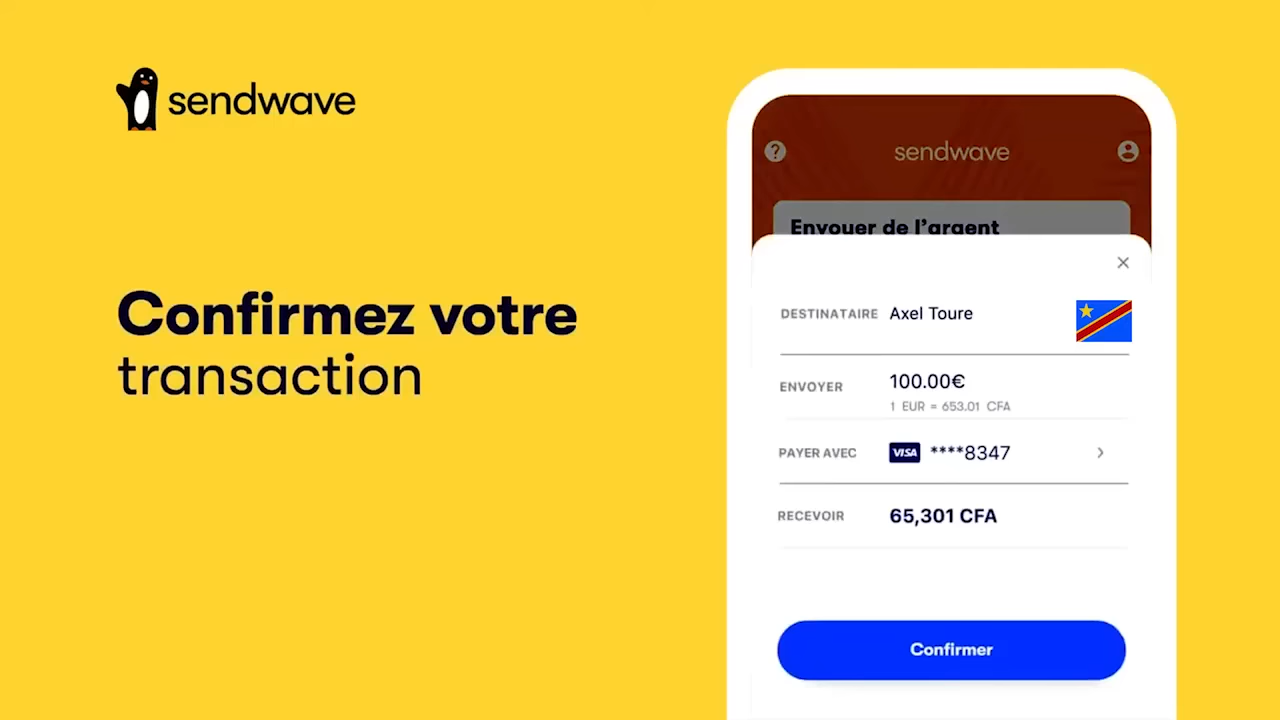 sendwave
Confirmez votre
transaction
?
sendwave
Envoyer de l'argent
DESTINATAIRE Axel Toure
ENVOYER 100.00€
1 EUR = 653.01 CFA
PAYER AVEC VISA ****8347
RECEVOIR 65,301 CFA
Confirmer